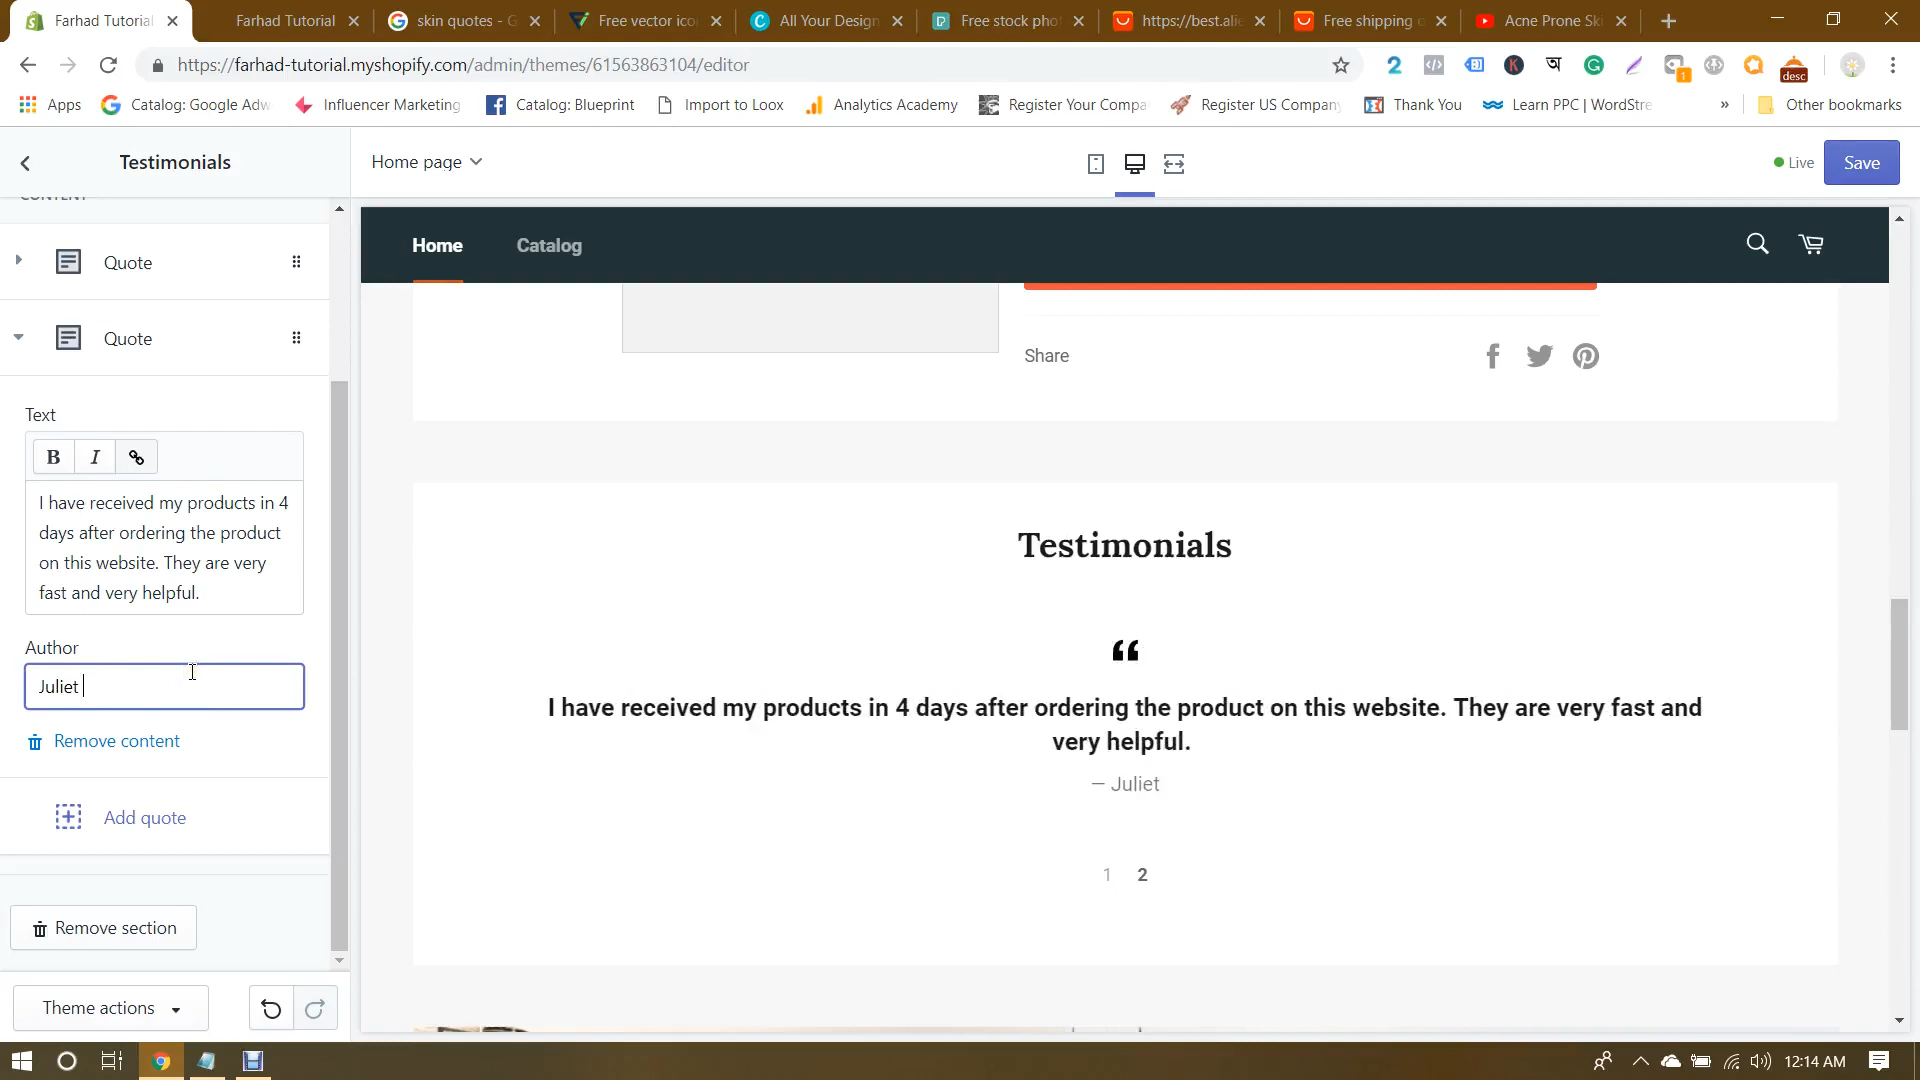 Farhad Tutorial
Farhad Tutorial
skin quotes - G
Free vector ico
All Your Design
Free stock pho
https://best.ali
Free shipping o
Acne Prone Ski
https://farhad-tutorial.myshopify.com/admin/themes/61563863104/editor
desc
Apps
Catalog: Google Adw
Influencer Marketing
Catalog: Blueprint
Import to Loox
Analytics Academy
Register Your Compa
Register US Company
Thank You
Learn PPC | WordStre
Other bookmarks
Testimonials
Home page
Live
Save
CONTENT
Quote
Quote
Text
B I
I have received my products in 4
days after ordering the product
on this website. They are very
fast and very helpful.
Author
Juliet
Remove content
Add quote
Remove section
Theme actions
Home
Catalog
Share
Testimonials
“
I have received my products in 4 days after ordering the product on this website. They are very fast and
very helpful.
— Juliet
1 2
12:14 AM